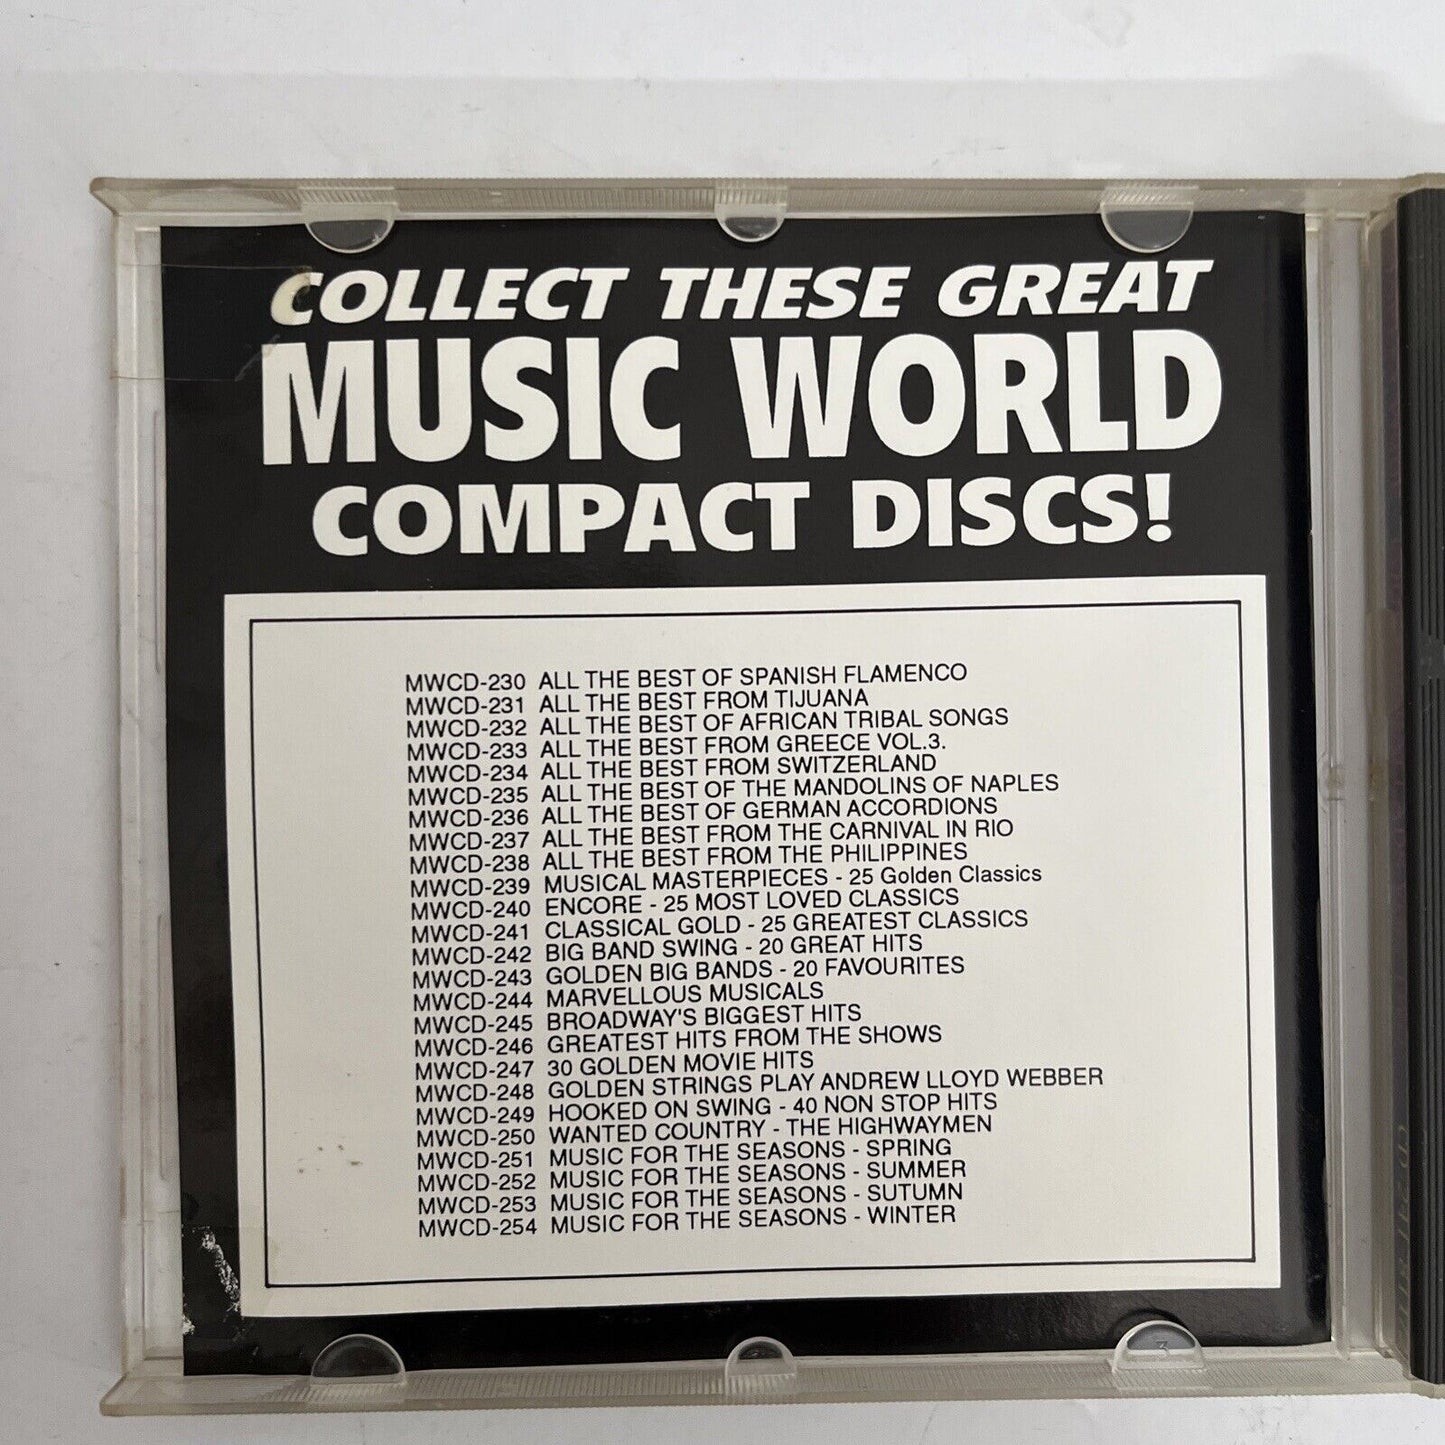 COLLECT THESE GREAT
MUSIC WORLD
COMPACT DISCS!
MWCD-230 ALL THE BEST OF SPANISH FLAMENCO
MWCD-231 ALL THE BEST FROM TIJUANA
MWCD-232 ALL THE BEST OF AFRICAN TRIBAL SONGS
MWCD-233 ALL THE BEST FROM GREECE VOL.3.
MWCD-234 ALL THE BEST FROM SWITZERLAND
MWCD-235 ALL THE BEST OF THE MANDOLINS OF NAPLES
MWCD-236 ALL THE BEST OF GERMAN ACCORDIONS
MWCD-237 ALL THE BEST FROM THE CARNIVAL IN RIO
MWCD-238 ALL THE BEST FROM THE PHILIPPINES
MWCD-239 MUSICAL MASTERPIECES - 25 Golden Classics
MWCD-240 ENCORE - 25 MOST LOVED CLASSICS
MWCD-241 CLASSICAL GOLD - 25 GREATEST CLASSICS
MWCD-242 BIG BAND SWING - 20 GREAT HITS
MWCD-243 GOLDEN BIG BANDS - 20 FAVOURITES
MWCD-244 MARVELLOUS MUSICALS
MWCD-245 BROADWAY'S BIGGEST HITS
MWCD-246 GREATEST HITS FROM THE SHOWS
MWCD-247 30 GOLDEN MOVIE HITS
MWCD-248 GOLDEN STRINGS PLAY ANDREW LLOYD WEBBER
MWCD-249 HOOKED ON SWING - 40 NON STOP HITS
MWCD-250 WANTED COUNTRY - THE HIGHWAYMEN
MWCD-251 MUSIC FOR THE SEASONS - SPRING
MWCD-252 MUSIC FOR THE SEASONS - SUMMER
MWCD-253 MUSIC FOR THE SEASONS - SUTUMN
MWCD-254 MUSIC FOR THE SEASONS - WINTER
3